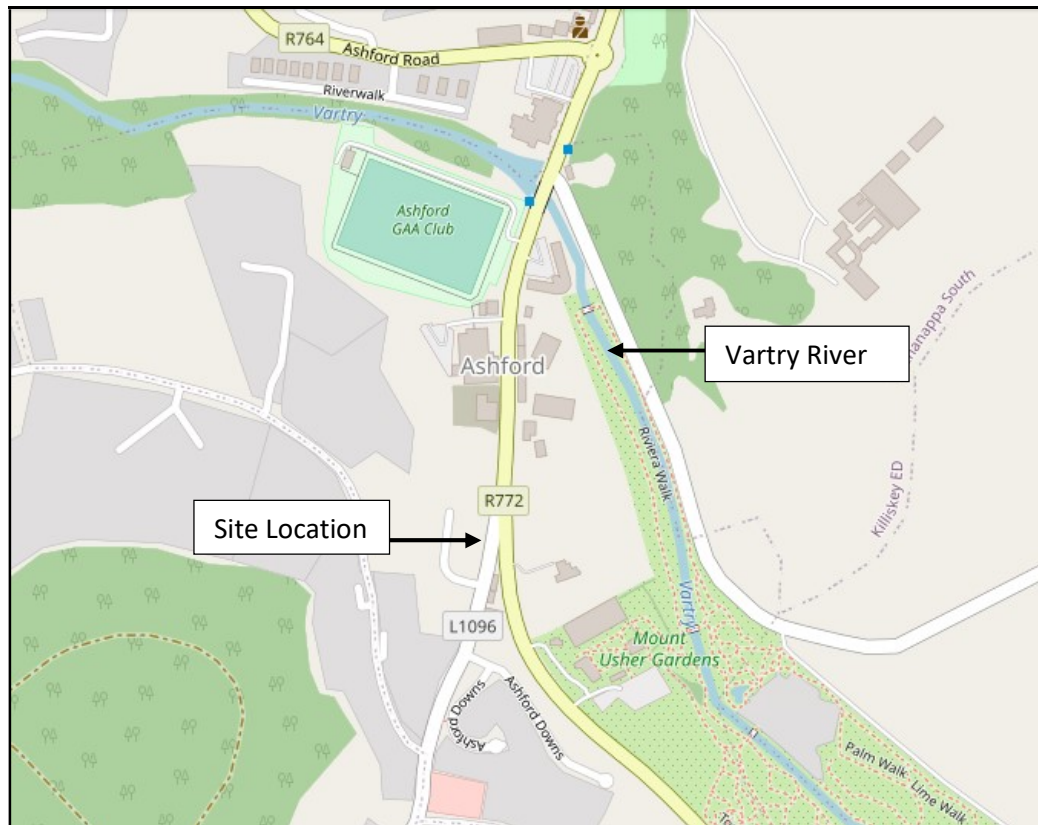 R764
Ashford Road
Riverwalk
Vartry
Ashford
GAA Club
Ashford
Vartry River
Killiskey ED
Riviera Walk
R772
Site Location
Vartry
L1096
Mount
Usher Gardens
Ashford Downs
Ashford Downs
Palm Walk
Lime Walk